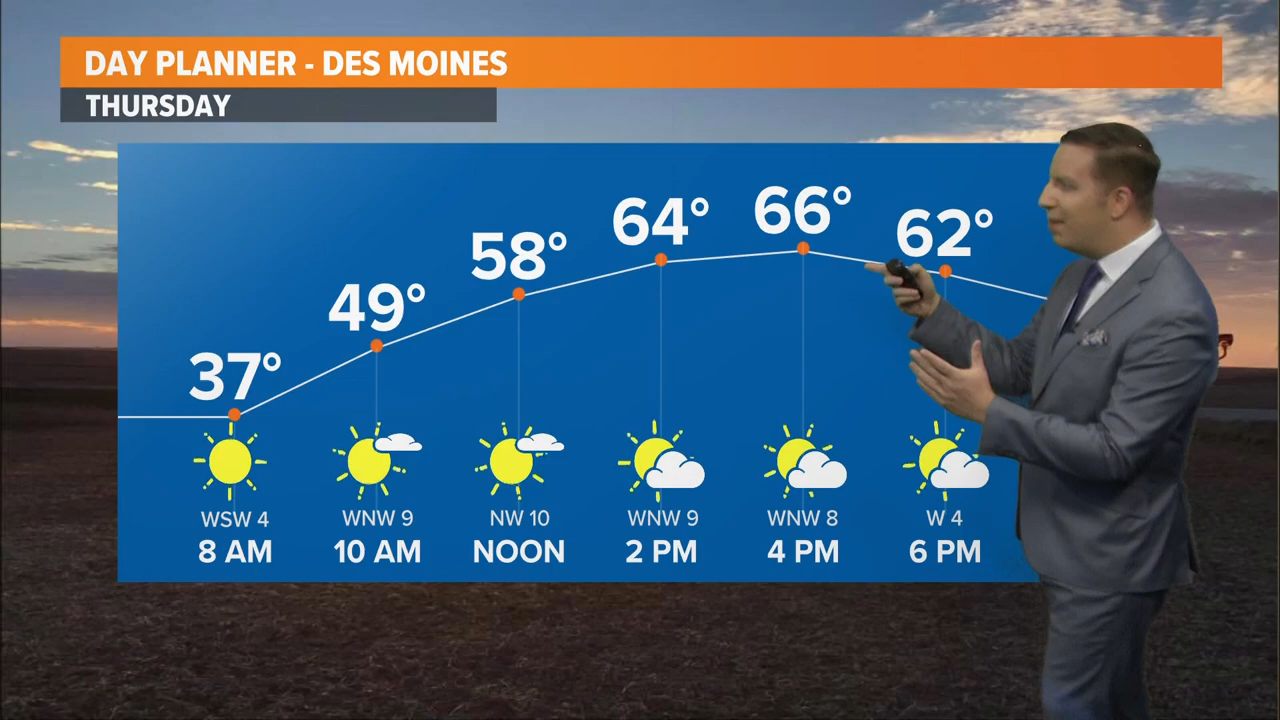 DAY PLANNER - DES MOINES
THURSDAY
37° 49° 58° 64° 66° 62°
WSW 4 WNW 9 NW 10 WNW 9 WNW 8 W 4
8 AM 10 AM NOON 2 PM 4 PM 6 PM